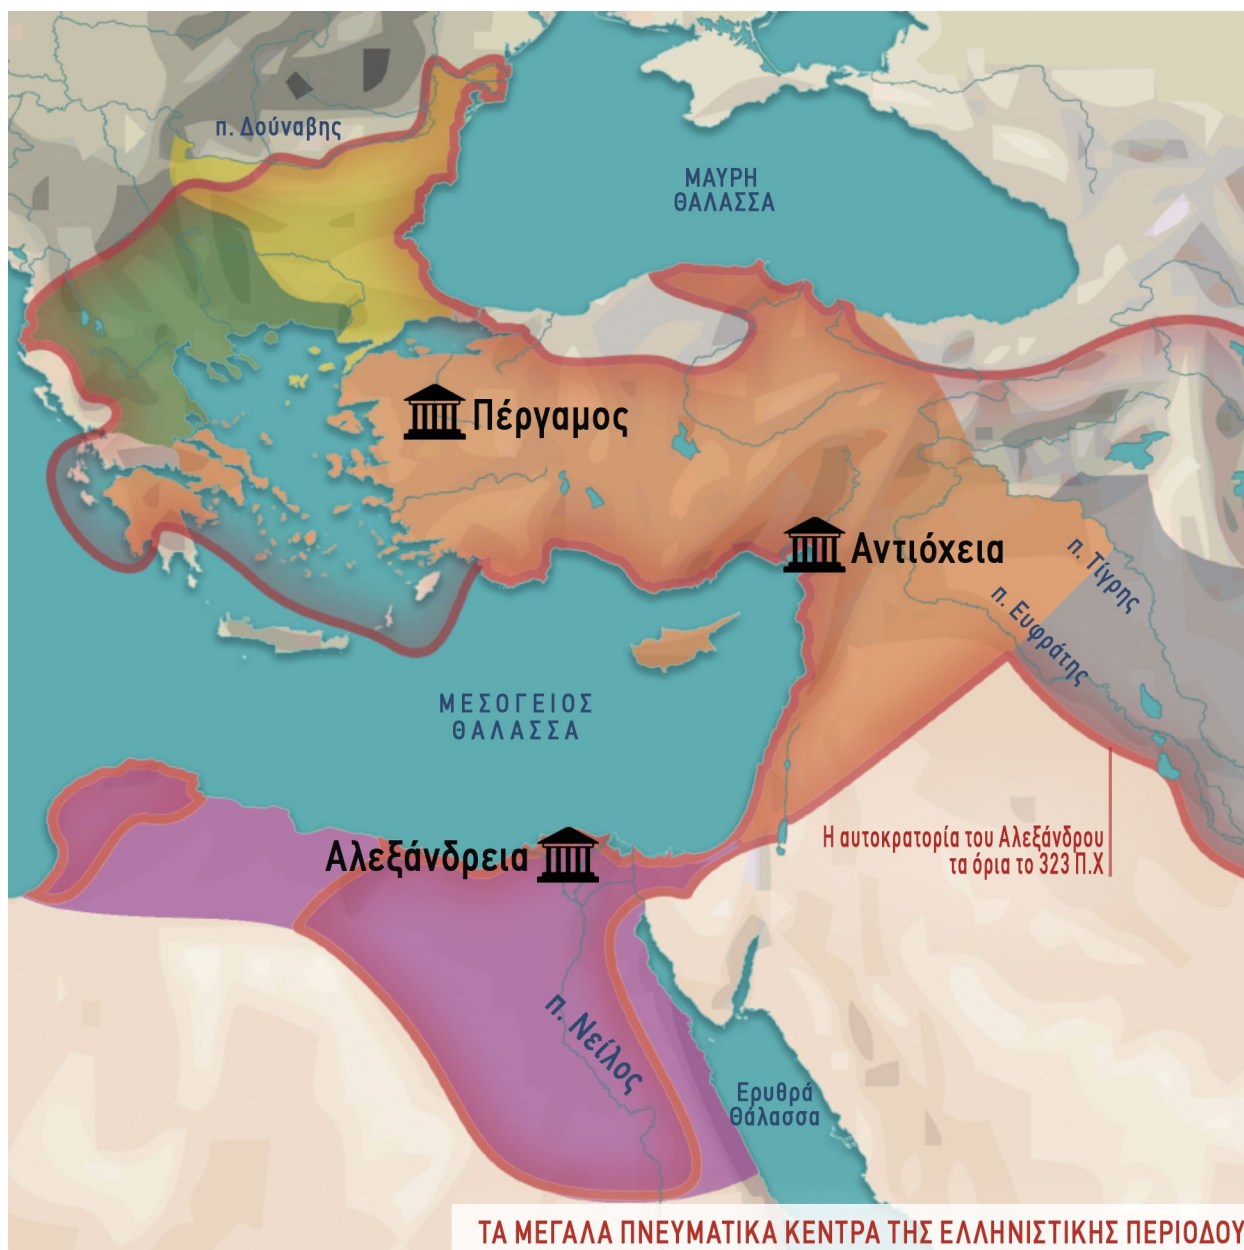 π. Δούναβης
ΜΑΥΡΗ
ΘΑΛΑΣΣΑ
Πέργαμος
Αντιόχεια
π. Τίγρης
π. Ευφράτης
ΜΕΣΟΓΕΙΟΣ
ΘΑΛΑΣΣΑ
Η αυτοκρατορία του Αλεξάνδρου
τα όρια το 323 Π.Χ
Αλεξάνδρεια
π. Νείλος
Ερυθρά
Θάλασσα
ΤΑ ΜΕΓΑΛΑ ΠΝΕΥΜΑΤΙΚΑ ΚΕΝΤΡΑ ΤΗΣ ΕΛΛΗΝΙΣΤΙΚΗΣ ΠΕΡΙΟΔΟΥ